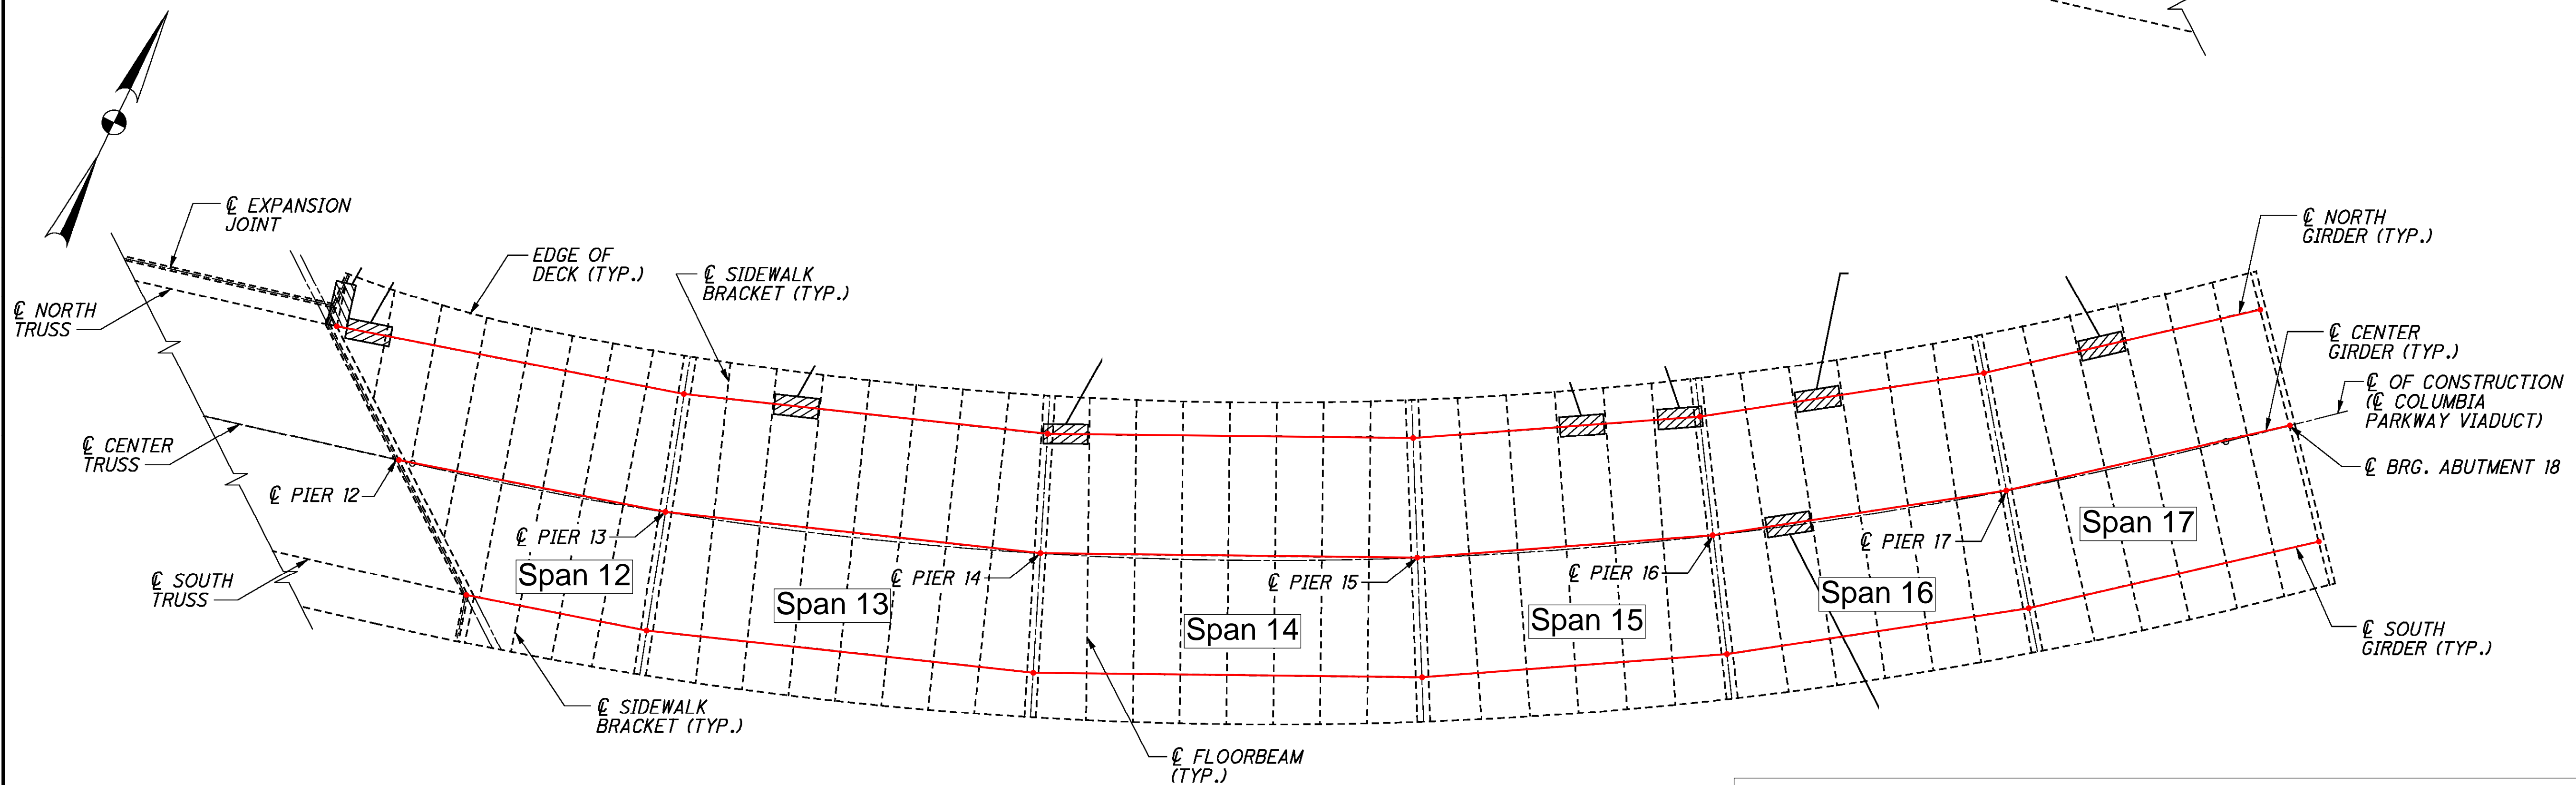 ℄ EXPANSION
JOINT
EDGE OF
DECK (TYP.)
℄ SIDEWALK
BRACKET (TYP.)
℄ NORTH
GIRDER (TYP.)
℄ NORTH
TRUSS
℄ CENTER
GIRDER (TYP.)
℄ OF CONSTRUCTION
(℄ COLUMBIA
PARKWAY VIADUCT)
℄ CENTER
TRUSS
℄ PIER 12
℄ BRG. ABUTMENT 18
℄ PIER 13
℄ PIER 14
℄ PIER 15
℄ PIER 16
℄ PIER 17
Span 12
Span 13
Span 14
Span 15
Span 16
Span 17
℄ SOUTH
TRUSS
℄ SOUTH
GIRDER (TYP.)
℄ SIDEWALK
BRACKET (TYP.)
℄ FLOORBEAM
(TYP.)